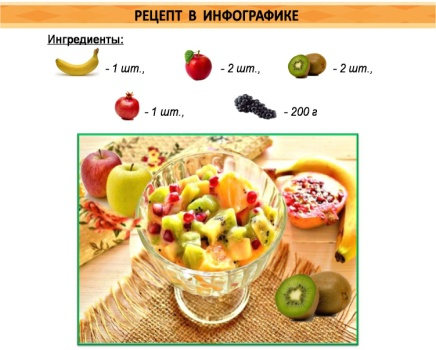 РЕЦЕПТ В ИНФОГРАФИКЕ
Ингредиенты:
- 1 шт., - 2 шт., - 2 шт.,
- 1 шт., - 200 г